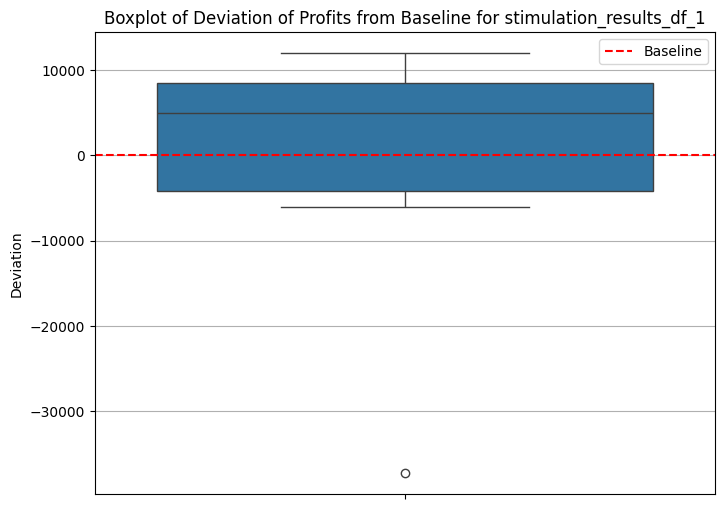 Boxplot of Deviation of Profits from Baseline for stimulation_results_df_1
Baseline
10000
0
−10000
−20000
−30000
Deviation